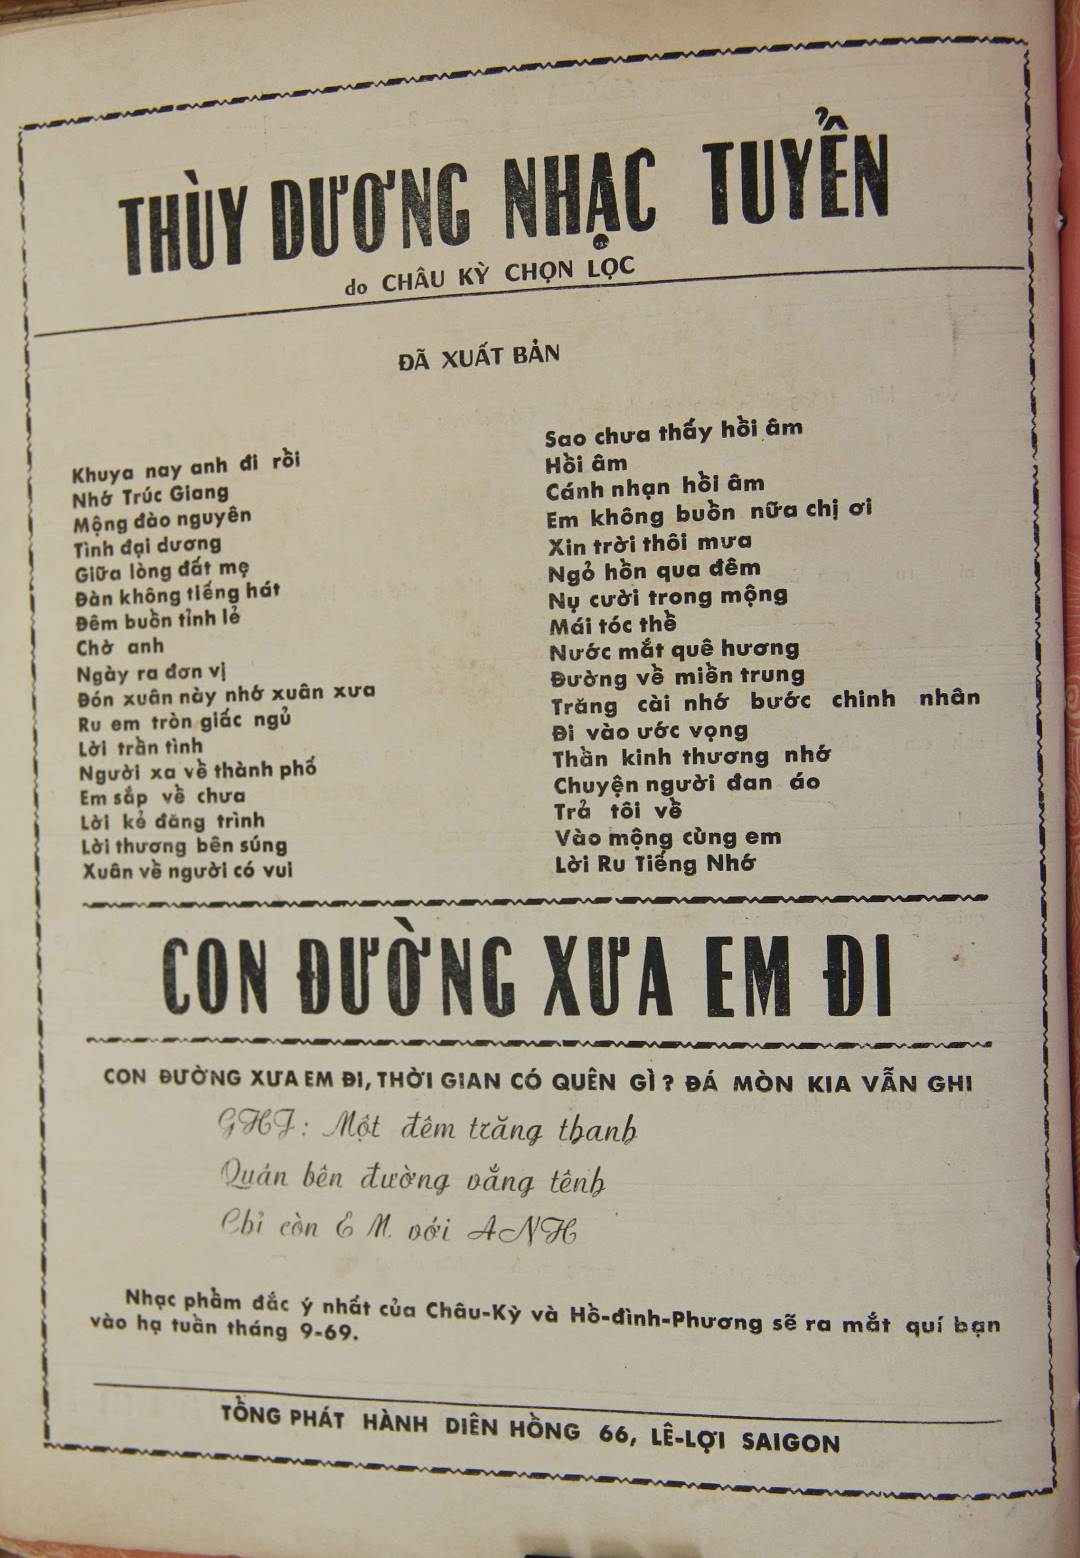 THÙY DƯƠNG NHẠC TUYỂN
do CHÂU KỲ CHỌN LỌC
ĐÃ XUẤT BẢN
Khuya nay anh đi rồi
Nhớ Trúc Giang
Mộng đào nguyên
Tình đại dương
Giữa lòng đất mẹ
Đàn không tiếng hát
Đêm buồn tỉnh lẻ
Chờ anh
Ngày ra đơn vị
Đón xuân này nhớ xuân xưa
Ru em tròn giấc ngủ
Lời trần tình
Người xa về thành phố
Em sắp về chưa
Lời kẻ đăng trình
Lời thương bên súng
Xuân về người có vui
Sao chưa thấy hồi âm
Hồi âm
Cánh nhạn hồi âm
Em không buồn nữa chị ơi
Xin trời thôi mưa
Ngỏ hồn qua đêm
Nụ cười trong mộng
Mái tóc thề
Nước mắt quê hương
Đường về miền trung
Trăng cài nhớ bước chinh nhân
Đi vào ước vọng
Thần kinh thương nhớ
Chuyện người đan áo
Trả tôi về
Vào mộng cùng em
Lời Ru Tiếng Nhớ
CON ĐƯỜNG XƯA EM ĐI
CON ĐƯỜNG XƯA EM ĐI, THỜI GIAN CÓ QUÊN GÌ? ĐÁ MÒN KIA VẪN GHI
GHI: Một đêm trăng thanh
Quán bên đường vắng tênh
Chỉ còn E M với ANH
Nhạc phầm đắc ý nhất của Châu-Kỳ và Hồ-đình-Phương sẽ ra mắt quí bạn
vào hạ tuần tháng 9-69.
TỔNG PHÁT HÀNH DIÊN HỒNG 66, LÊ-LỢI SAIGON